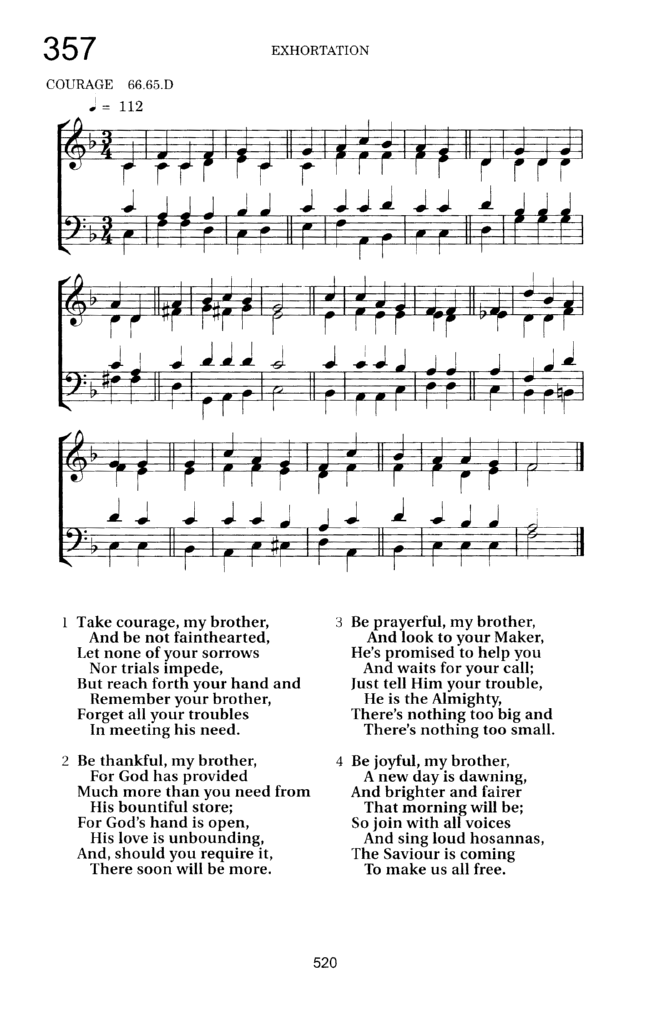 357
EXHORTATION
COURAGE 66.65.D
♩ = 112
1 Take courage, my brother,
And be not fainthearted,
Let none of your sorrows
Nor trials impede,
But reach forth your hand and
Remember your brother,
Forget all your troubles
In meeting his need.
2 Be thankful, my brother,
For God has provided
Much more than you need from
His bountiful store;
For God's hand is open,
His love is unbounding,
And, should you require it,
There soon will be more.
3 Be prayerful, my brother,
And look to your Maker,
He's promised to help you
And waits for your call;
Just tell Him your trouble,
He is the Almighty,
There's nothing too big and
There's nothing too small.
4 Be joyful, my brother,
A new day is dawning,
And brighter and fairer
That morning will be;
So join with all voices
And sing loud hosannas,
The Saviour is coming
To make us all free.
520